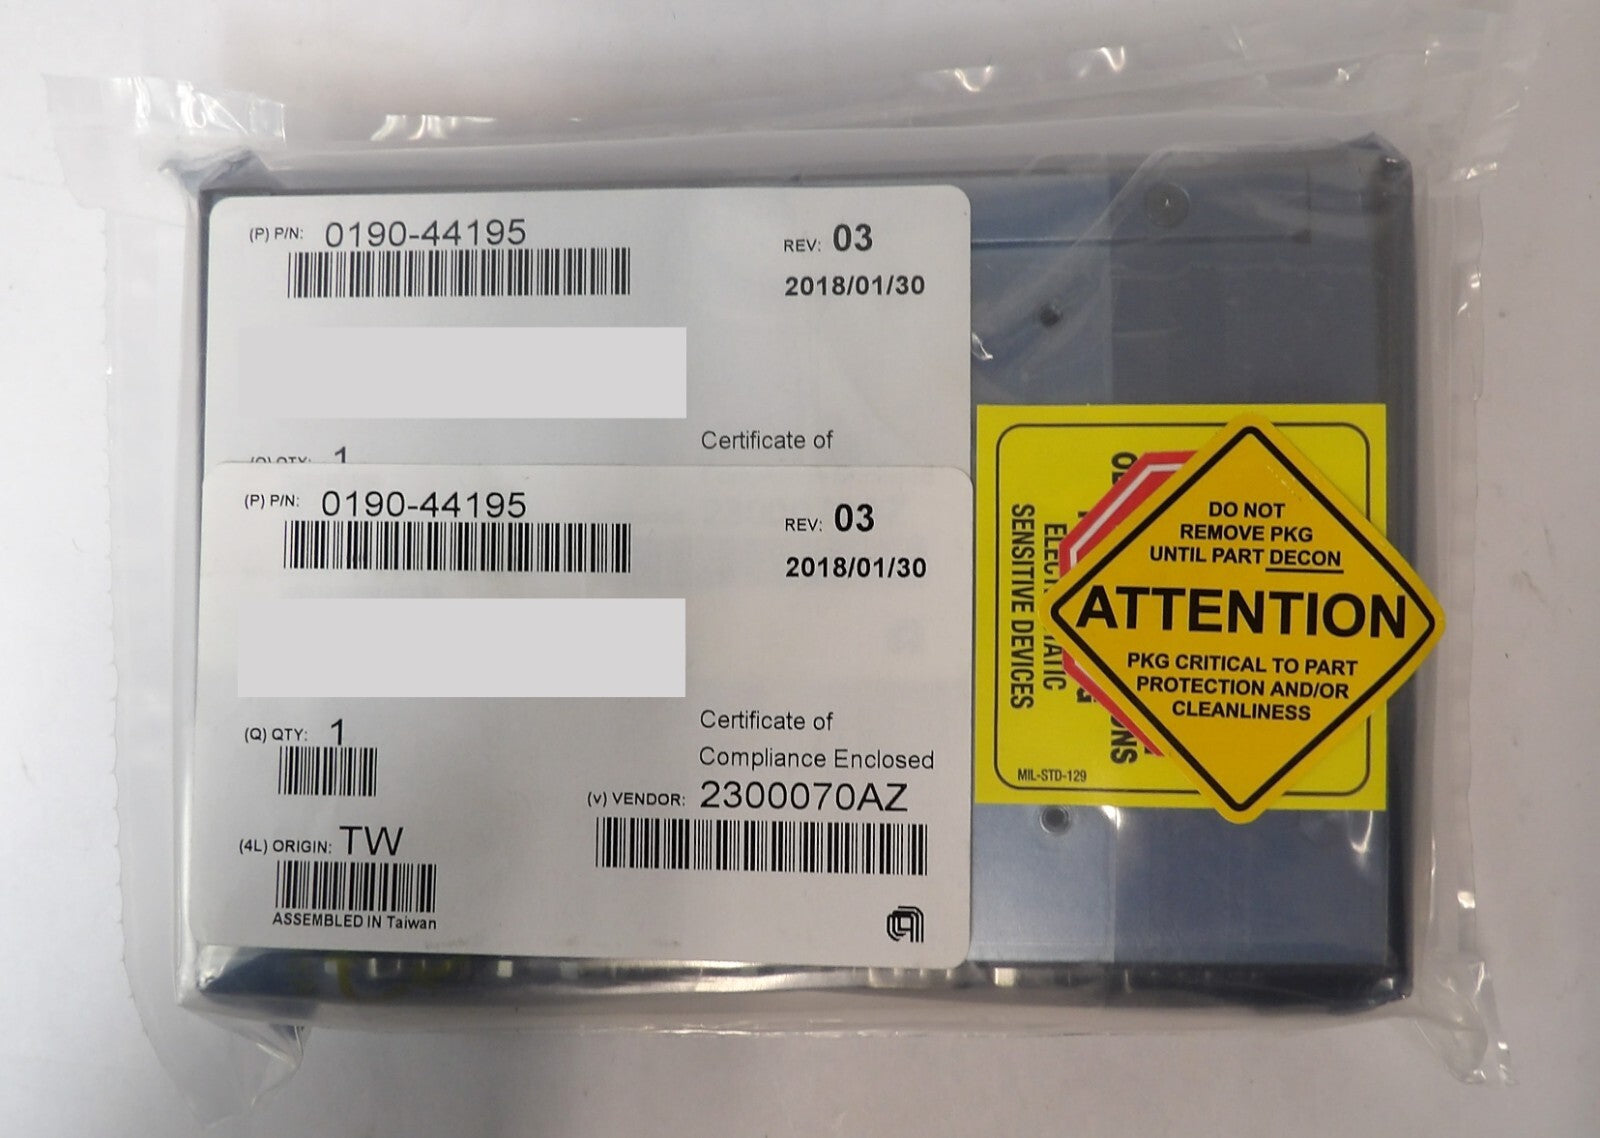 (P) P/N: 0190-44195
REV: 03
2018/01/30
Certificate of
(Q) QTY: 1
(P) P/N: 0190-44195
REV: 03
2018/01/30
(Q) QTY: 1
Certificate of
Compliance Enclosed
(v) VENDOR: 2300070AZ
(4L) ORIGIN: TW
ASSEMBLED IN Taiwan
SENSITIVE DEVICES
MIL-STD-129
DO NOT
REMOVE PKG
UNTIL PART DECON
ATTENTION
PKG CRITICAL TO PART
PROTECTION AND/OR
CLEANLINESS